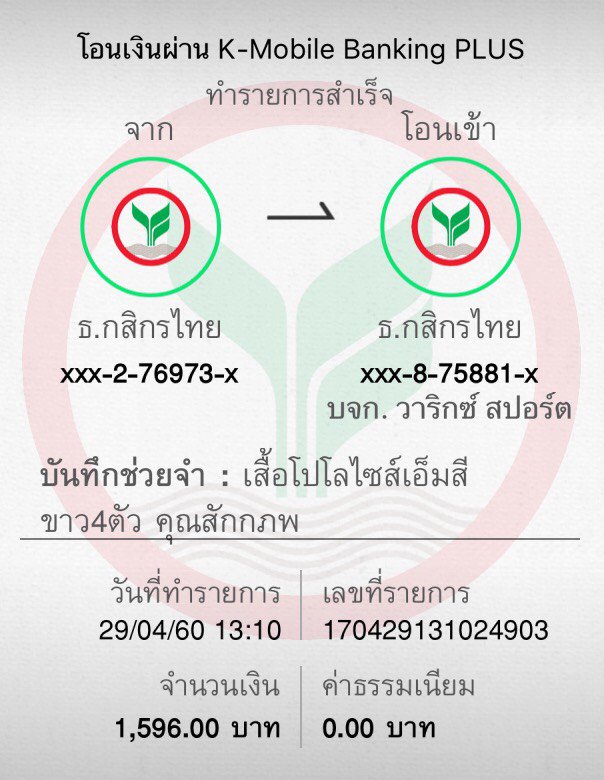 โอนเงินผ่าน K-Mobile Banking PLUS
ทำรายการสำเร็จ
จาก
โอนเข้า
ธ.กสิกรไทย
ธ.กสิกรไทย
xxx-2-76973-x
xxx-8-75881-x
บจก. วาริกซ์ สปอร์ต
บันทึกช่วยจำ : เสื้อโปโลไซส์เอ็มสี
ขาว4ตัว คุณสักกภพ
วันที่ทำรายการ
29/04/60 13:10
เลขที่รายการ
170429131024903
จำนวนเงิน
1,596.00 บาท
ค่าธรรมเนียม
0.00 บาท